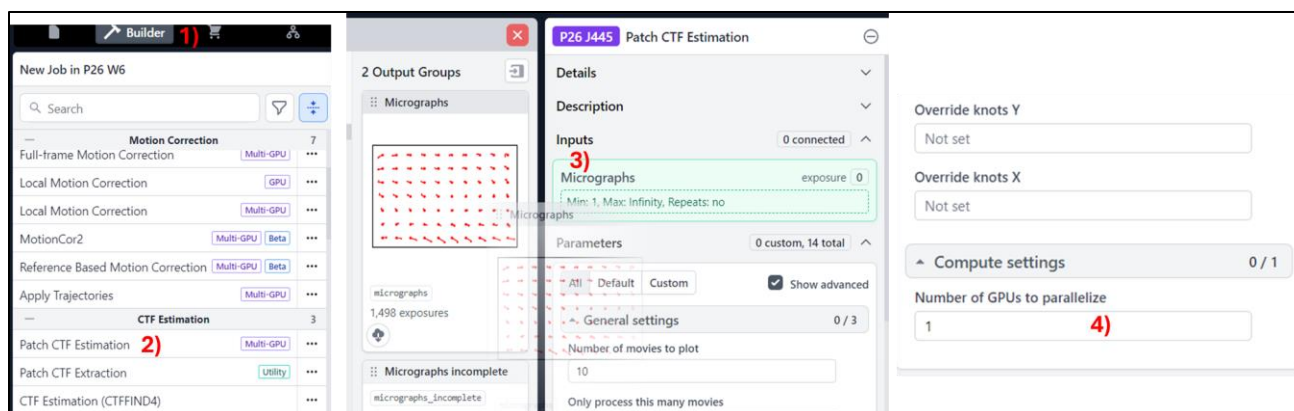 Builder 1)
New Job in P26 W6
Search
Motion Correction 7
Full-frame Motion Correction Multi-GPU
Local Motion Correction GPU
Local Motion Correction Multi-GPU
MotionCor2 Multi-GPU Beta
Reference Based Motion Correction Multi-GPU Beta
Apply Trajectories Multi-GPU
CTF Estimation 3
Patch CTF Estimation 2) Multi-GPU
Patch CTF Extraction Utility
CTF Estimation (CTFFIND4)
2 Output Groups
Micrographs
micrographs
1,498 exposures
Micrographs incomplete
micrographs_incomplete
P26 J445 Patch CTF Estimation
Details
Description
Inputs 0 connected
3)
Micrographs exposure 0
Min: 1, Max: Infinity, Repeats: no
Micrographs
Parameters 0 custom, 14 total
All Default Custom Show advanced
General settings 0 / 3
Number of movies to plot
10
Only process this many movies
Override knots Y
Not set
Override knots X
Not set
Compute settings 0 / 1
Number of GPUs to parallelize
1 4)